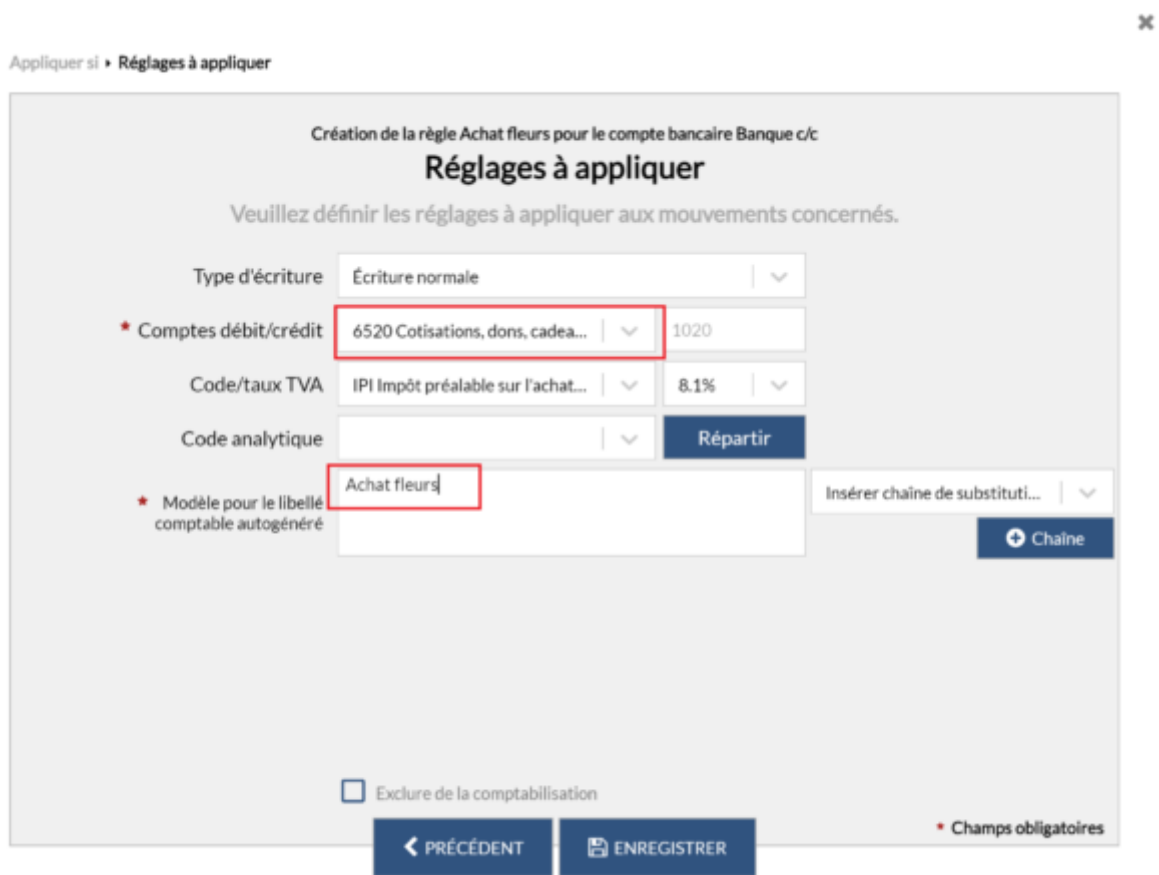 Appliquer si ▸ Réglages à appliquer
Création de la règle Achat fleurs pour le compte bancaire Banque c/c
Réglages à appliquer
Veuillez définir les réglages à appliquer aux mouvements concernés.
Type d'écriture Écriture normale
* Comptes débit/crédit 6520 Cotisations, dons, cadea... 1020
Code/taux TVA IPI Impôt préalable sur l'achat... 8.1%
Code analytique Répartir
* Modèle pour le libellé
comptable autogénéré
Achat fleurs
Insérer chaîne de substituti...
Chaîne
Exclure de la comptabilisation
* Champs obligatoires
PRÉCÉDENT ENREGISTRER